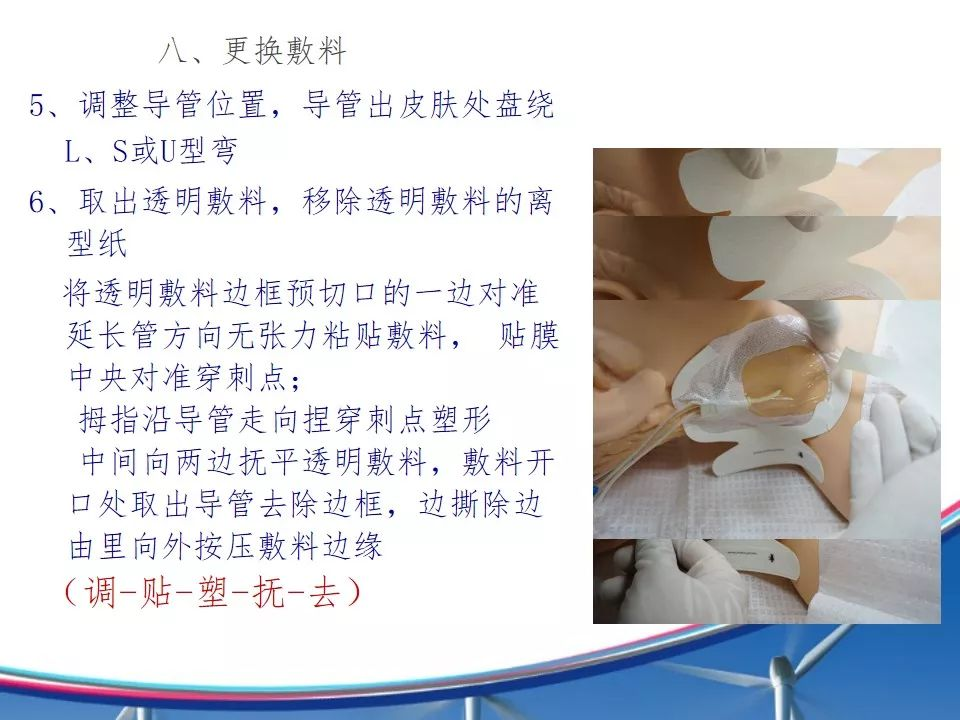 八、更换敷料
5、调整导管位置，导管出皮肤处盘绕
L、S或U型弯
6、取出透明敷料，移除透明敷料的离
型纸
将透明敷料边框预切口的一边对准
延长管方向无张力粘贴敷料， 贴膜
中央对准穿刺点；
拇指沿导管走向捏穿刺点塑形
中间向两边抚平透明敷料，敷料开
口处取出导管去除边框，边撕除边
由里向外按压敷料边缘
（调-贴-塑-抚-去）